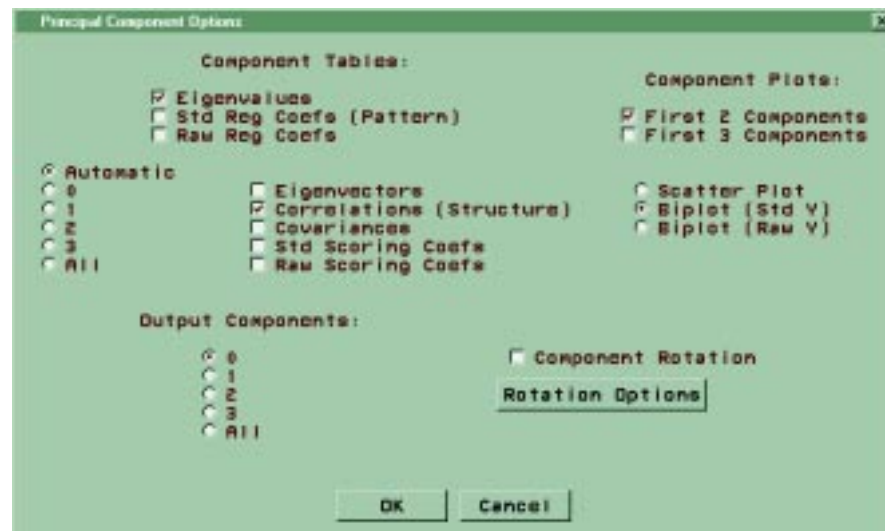 Principal Component Options
Component Tables:
Eigenvalues
Std Reg Coefs (Pattern)
Raw Reg Coefs
Component Plots:
First 2 Components
First 3 Components
Automatic
0
1
2
3
All
Eigenvectors
Correlations (Structure)
Covariances
Std Scoring Coefs
Raw Scoring Coefs
Scatter Plot
Biplot (Std Y)
Biplot (Raw Y)
Output Components:
0
1
2
3
All
Component Rotation
Rotation Options
OK
Cancel